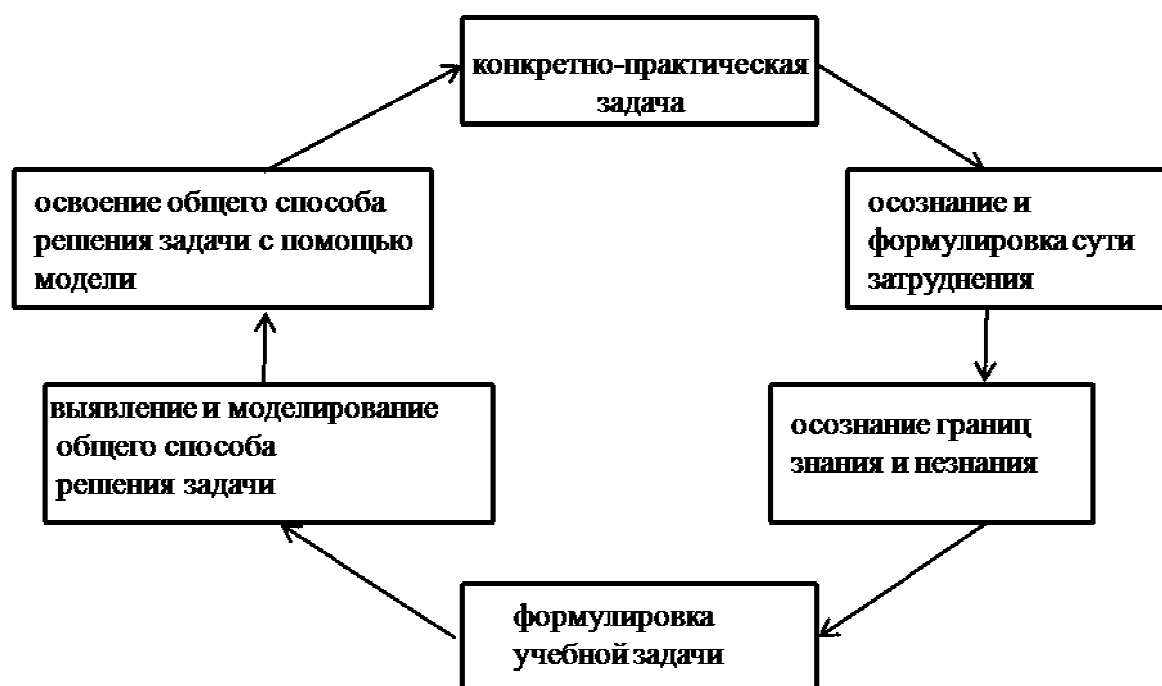 конкретно-практическая
задача
осознание и
формулировка сути
затруднения
осознание границ
знания и незнания
формулировка
учебной задачи
выявление и моделирование
общего способа
решения задачи
освоение общего способа
решения задачи с помощью
модели